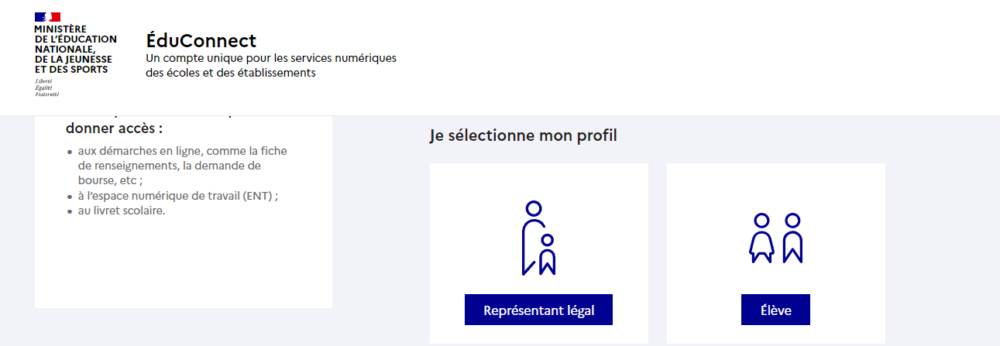 MINISTÈRE
DE L'ÉDUCATION
NATIONALE,
DE LA JEUNESSE
ET DES SPORTS
Liberté
Égalité
Fraternité
ÉduConnect
Un compte unique pour les services numériques
des écoles et des établissements
donner accès :
• aux démarches en ligne, comme la fiche
de renseignements, la demande de
bourse, etc ;
• à l'espace numérique de travail (ENT) ;
• au livret scolaire.
Je sélectionne mon profil
Représentant légal
Élève